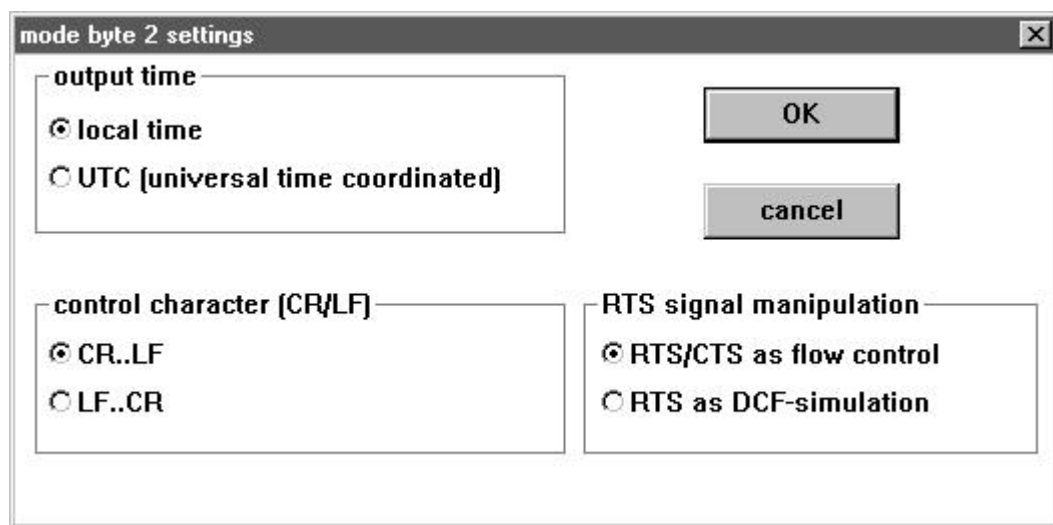 mode byte 2 settings
output time
local time
UTC (universal time coordinated)
OK
cancel
control character (CR/LF)
CR..LF
LF..CR
RTS signal manipulation
RTS/CTS as flow control
RTS as DCF-simulation